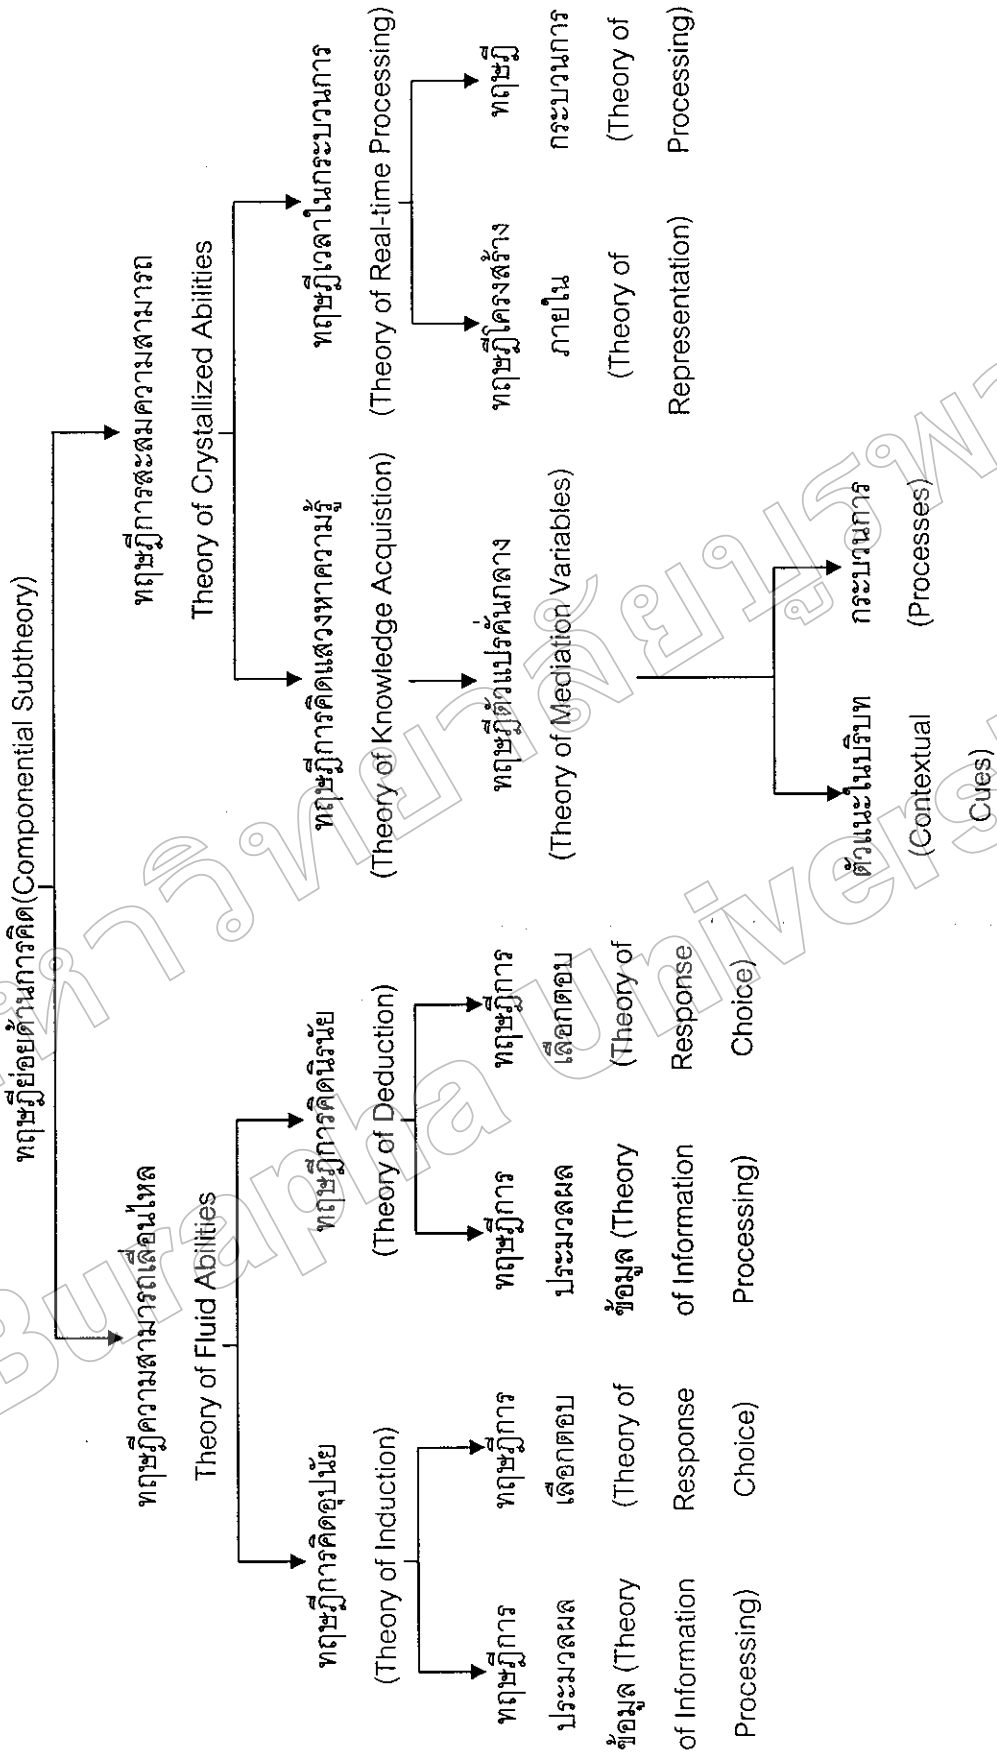 ทฤษฎีย่อยด้านการคิด(Componential Subtheory)
ทฤษฎีความสามารถเลื่อนไหล
Theory of Fluid Abilities
ทฤษฎีการสะสมความสามารถ
Theory of Crystallized Abilities
ทฤษฎีการคิดอุปนัย
(Theory of Induction)
ทฤษฎีการคิดนิรนัย
(Theory of Deduction)
ทฤษฎีการคิดแสวงหาความรู้
(Theory of Knowledge Acquistion)
ทฤษฎีเวลาในกระบวนการ
(Theory of Real-time Processing)
ทฤษฎีการ
ประมวลผล
ข้อมูล (Theory
of Information
Processing)
ทฤษฎีการ
เลือกตอบ
(Theory of
Response
Choice)
ทฤษฎีการ
ประมวลผล
ข้อมูล (Theory
of Information
Processing)
ทฤษฎีการ
เลือกตอบ
(Theory of
Response
Choice)
ทฤษฎีตัวแปรคั่นกลาง
(Theory of Mediation Variables)
ทฤษฎีโครงสร้าง
ภายใน
(Theory of
Representation)
ทฤษฎี
กระบวนการ
(Theory of
Processing)
ตัวแนะในปริบท
(Contextual
Cues)
กระบวนการ
(Processes)
Burapha Univers